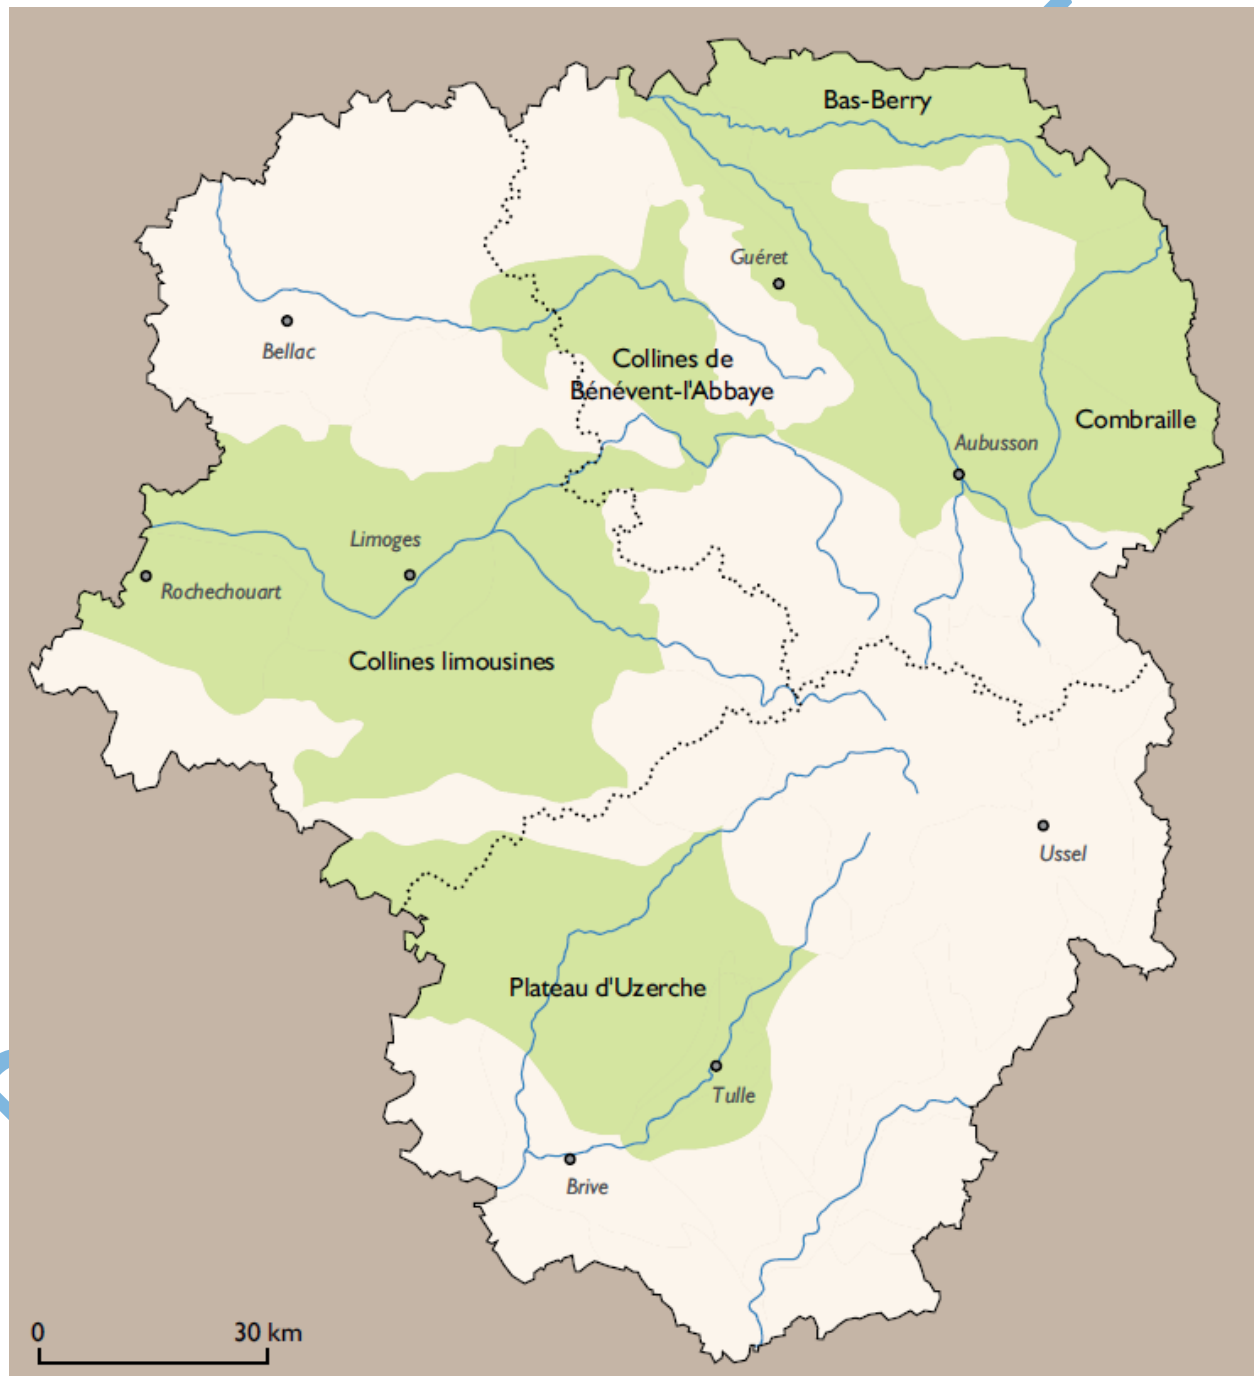 Bas-Berry
Guéret
Bellac
Collines de
Bénévent-l'Abbaye
Combraille
Aubusson
Limoges
Rochechouart
Collines limousines
Ussel
Plateau d'Uzerche
Tulle
Brive
0
30 km